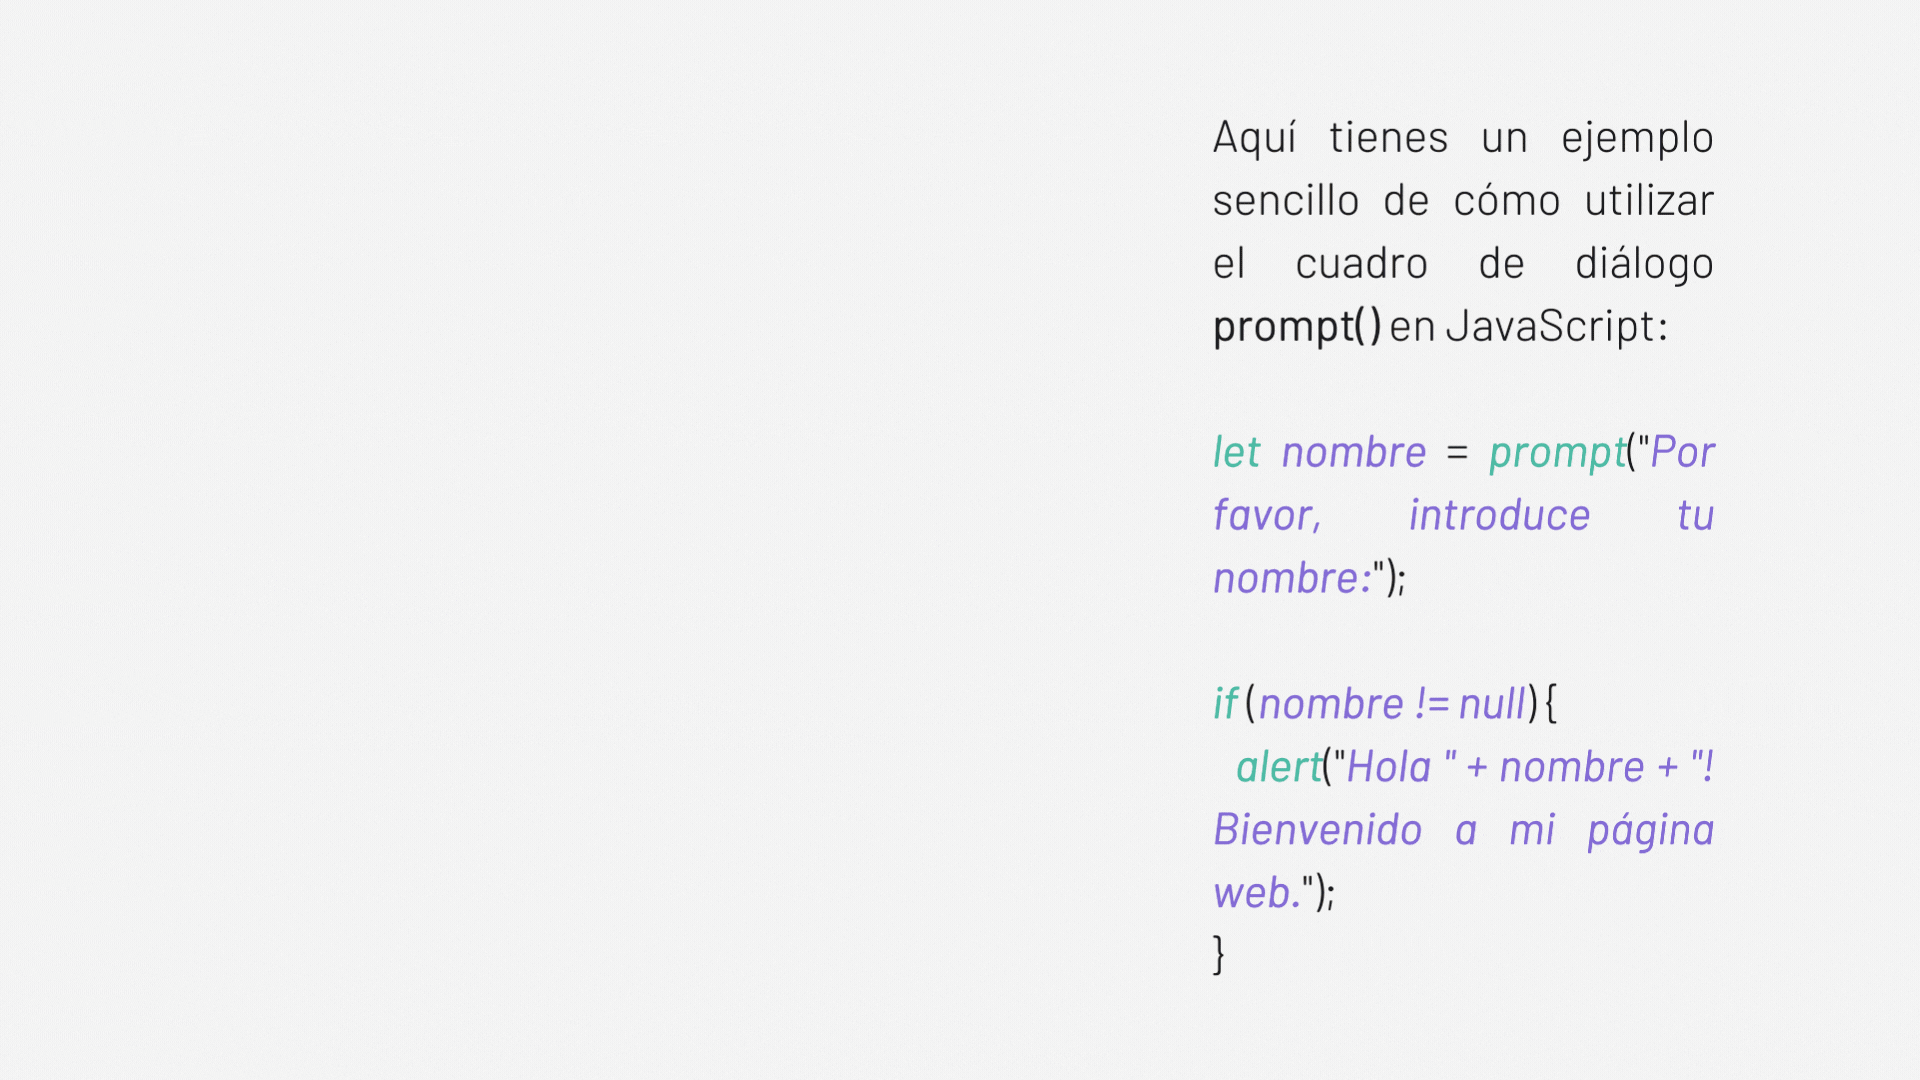 Aquí tienes un ejemplo
sencillo de cómo utilizar
el cuadro de diálogo
prompt() en JavaScript:
let nombre = prompt("Por
favor, introduce tu
nombre:");
if (nombre != null) {
alert("Hola " + nombre + "!
Bienvenido a mi página
web.");
}